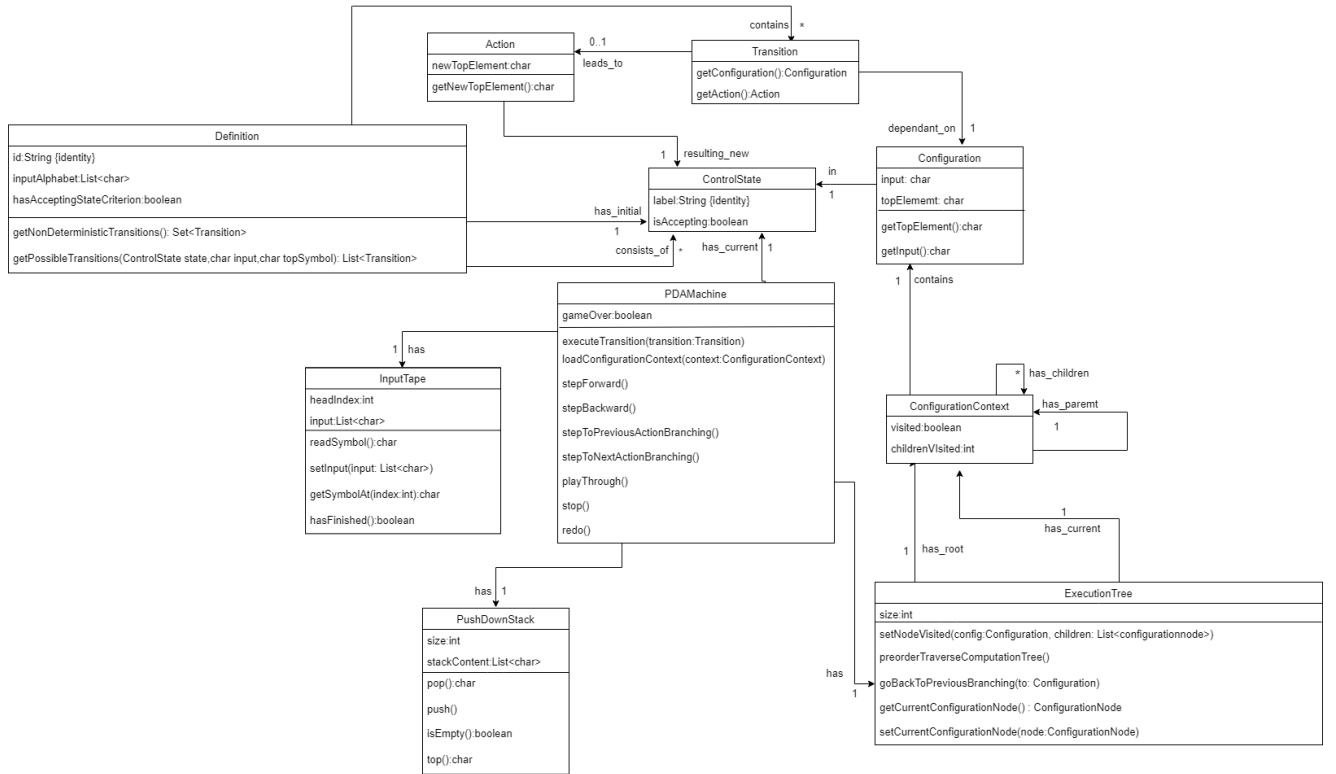 contains *
Action
newTopElement:char
getNewTopElement():char
0..1
leads_to
Transition
getConfiguration():Configuration
getAction():Action
dependant_on 1
Definition
id:String {identity}
inputAlphabet:List<char>
hasAcceptingStateCriterion:boolean
getNonDeterministicTransitions(): Set<Transition>
getPossibleTransitions(ControlState state,char input,char topSymbol): List<Transition>
1 resulting_new
ControlState
label:String {identity}
isAccepting:boolean
in
1
Configuration
input: char
topElememt: char
getTopElement():char
getInput():char
has_initial
1
consists_of *
has_current 1
1 contains
PDAMachine
gameOver:boolean
executeTransition(transition:Transition)
loadConfigurationContext(context:ConfigurationContext)
stepForward()
stepBackward()
stepToPreviousActionBranching()
stepToNextActionBranching()
playThrough()
stop()
redo()
1 has
InputTape
headIndex:int
input:List<char>
readSymbol():char
setInput(input: List<char>)
getSymbolAt(index:int):char
hasFinished():boolean
* has_children
has_paremt
1
ConfigurationContext
visited:boolean
childrenVIsited:int
1
has_current
1 has_root
has 1
PushDownStack
size:int
stackContent:List<char>
pop():char
push()
isEmpty():boolean
top():char
has
1
ExecutionTree
size:int
setNodeVisited(config:Configuration, children: List<configurationnode>)
preorderTraverseComputationTree()
goBackToPreviousBranching(to: Configuration)
getCurrentConfigurationNode() : ConfigurationNode
setCurrentConfigurationNode(node:ConfigurationNode)